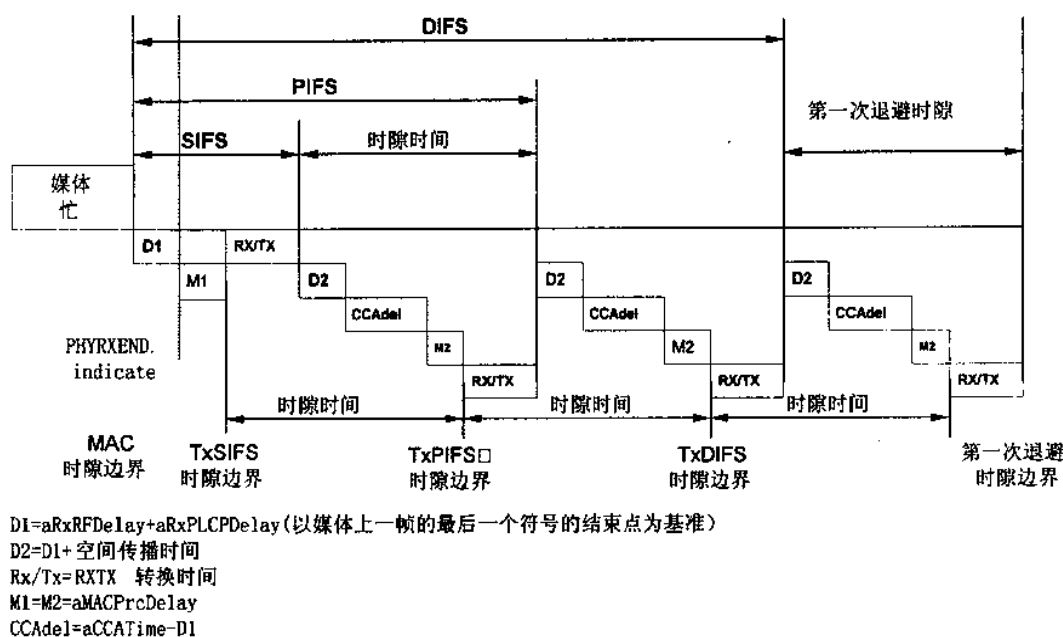 DIFS
PIFS
第一次退避时隙
SIFS
时隙时间
媒体
忙
D1
RX/TX
M1
D2
D2
D2
CCAdel
CCAdel
CCAdel
M2
M2
M2
PHYRXEND.
indicate
RX/TX
RX/TX
RX/TX
时隙时间
时隙时间
时隙时间
MAC
时隙边界
TxSIFS
时隙边界
TxPIFS□
时隙边界
TxDIFS
时隙边界
第一次退避
时隙边界
D1=aRxRFDelay+aRxPLCPDelay(以媒体上一帧的最后一个符号的结束点为基准)
D2=D1+空间传播时间
Rx/Tx=RXTX 转换时间
M1=M2=aMACPrcDelay
CCAdel=aCCATime-D1